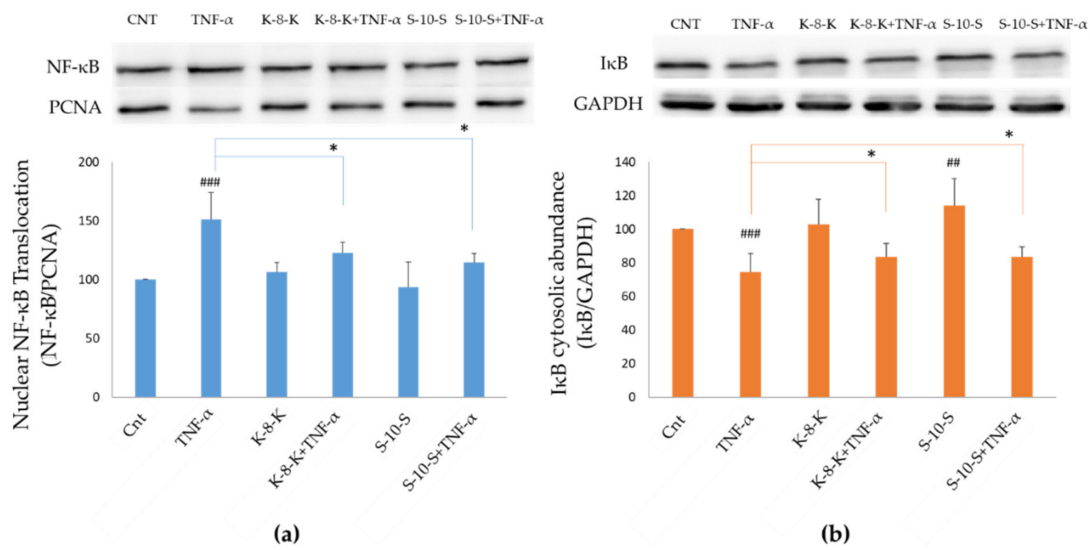 CNT TNF-α K-8-K K-8-K+TNF-α S-10-S S-10-S+TNF-α
NF-κB
PCNA
*
*
200
###
150
100
50
0
Nuclear NF-κB Translocation
(NF-κB/PCNA)
Cnt
TNF-α
K-8-K
K-8-K+TNF-α
S-10-S
S-10-S+TNF-α
(a)
CNT TNF-α K-8-K K-8-K+TNF-α S-10-S S-10-S+TNF-α
IκB
GAPDH
*
*
140
##
120
100
###
80
60
40
20
0
IκB cytosolic abundance
(IκB/GAPDH)
Cnt
TNF-α
K-8-K
K-8-K+TNF-α
S-10-S
S-10-S+TNF-α
(b)